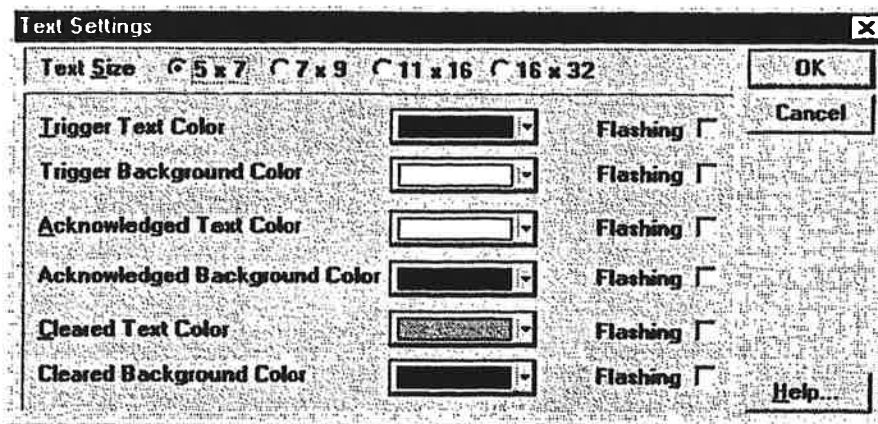 Text Settings
Text Size 5 x 7 7 x 9 11 x 16 16 x 32
OK
Cancel
Trigger Text Color Flashing
Trigger Background Color Flashing
Acknowledged Text Color Flashing
Acknowledged Background Color Flashing
Cleared Text Color Flashing
Cleared Background Color Flashing
Help...